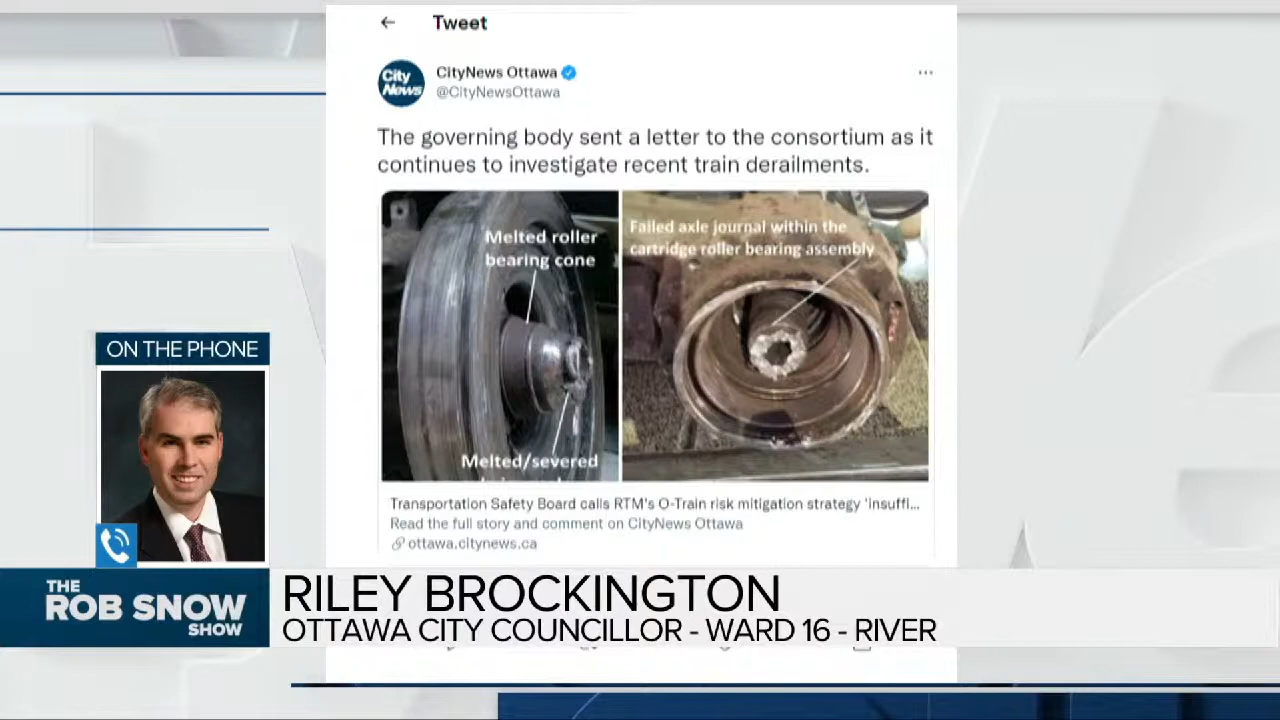 Tweet
City
News
CityNews Ottawa
@CityNewsOttawa
The governing body sent a letter to the consortium as it
continues to investigate recent train derailments.
Melted roller
bearing cone
Melted/severed
Failed axle journal within the
cartridge roller bearing assembly
Transportation Safety Board calls RTM's O-Train risk mitigation strategy 'insuffi...
Read the full story and comment on CityNews Ottawa
ottawa.citynews.ca
ON THE PHONE
THE
ROB SNOW
SHOW
RILEY BROCKINGTON
OTTAWA CITY COUNCILLOR - WARD 16 - RIVER